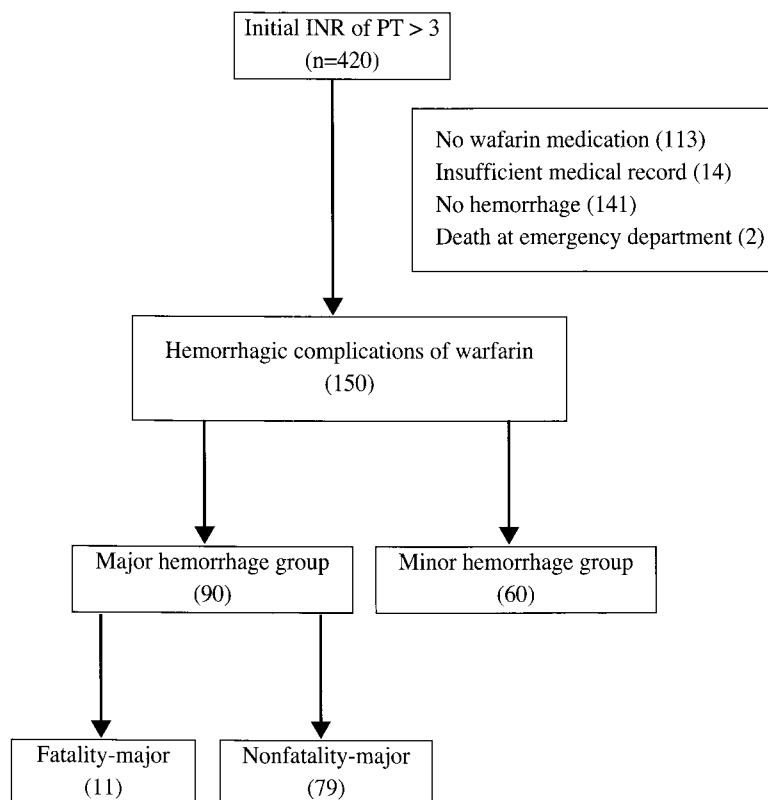 Initial INR of PT > 3
(n=420)
No wafarin medication (113)
Insufficient medical record (14)
No hemorrhage (141)
Death at emergency department (2)
Hemorrhagic complications of warfarin
(150)
Major hemorrhage group
(90)
Minor hemorrhage group
(60)
Fatality-major
(11)
Nonfatality-major
(79)